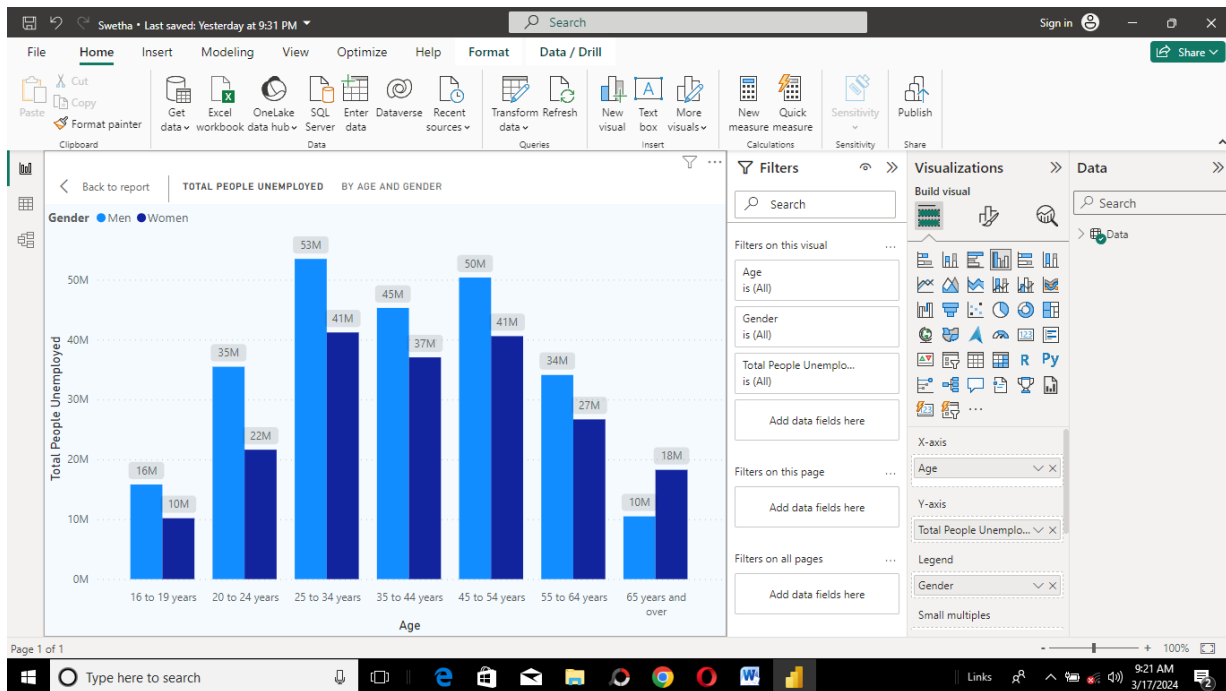 Swetha • Last saved: Yesterday at 9:31 PM
Search
Sign in
File Home Insert Modeling View Optimize Help Format Data / Drill
Share
Paste
Cut
Copy
Format painter
Clipboard
Get data
Excel workbook
OneLake data hub
SQL Server
Enter data
Dataverse
Recent sources
Data
Transform data
Refresh
Queries
New visual
Text box
More visuals
Insert
New measure
Quick measure
Calculations
Sensitivity
Sensitivity
Publish
Share
Back to report
TOTAL PEOPLE UNEMPLOYED BY AGE AND GENDER
Gender Men Women
Total People Unemployed
50M
40M
30M
20M
10M
0M
16M
10M
35M
22M
53M
41M
45M
37M
50M
41M
34M
27M
10M
18M
16 to 19 years
20 to 24 years
25 to 34 years
35 to 44 years
45 to 54 years
55 to 64 years
65 years and
over
Age
Filters
Search
Filters on this visual
Age
is (All)
Gender
is (All)
Total People Unemplo...
is (All)
Add data fields here
Filters on this page
Add data fields here
Filters on all pages
Add data fields here
Visualizations
Build visual
123
R Py
123
X-axis
Age
Y-axis
Total People Unemplo...
Legend
Gender
Small multiples
Data
Search
Data
Page 1 of 1
100%
Type here to search
Links
9:21 AM
3/17/2024
2